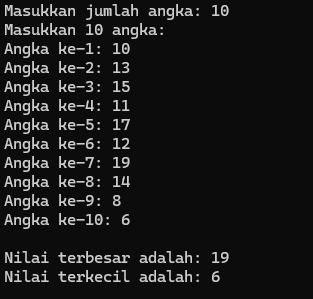 Masukkan jumlah angka: 10
Masukkan 10 angka:
Angka ke-1: 10
Angka ke-2: 13
Angka ke-3: 15
Angka ke-4: 11
Angka ke-5: 17
Angka ke-6: 12
Angka ke-7: 19
Angka ke-8: 14
Angka ke-9: 8
Angka ke-10: 6

Nilai terbesar adalah: 19
Nilai terkecil adalah: 6